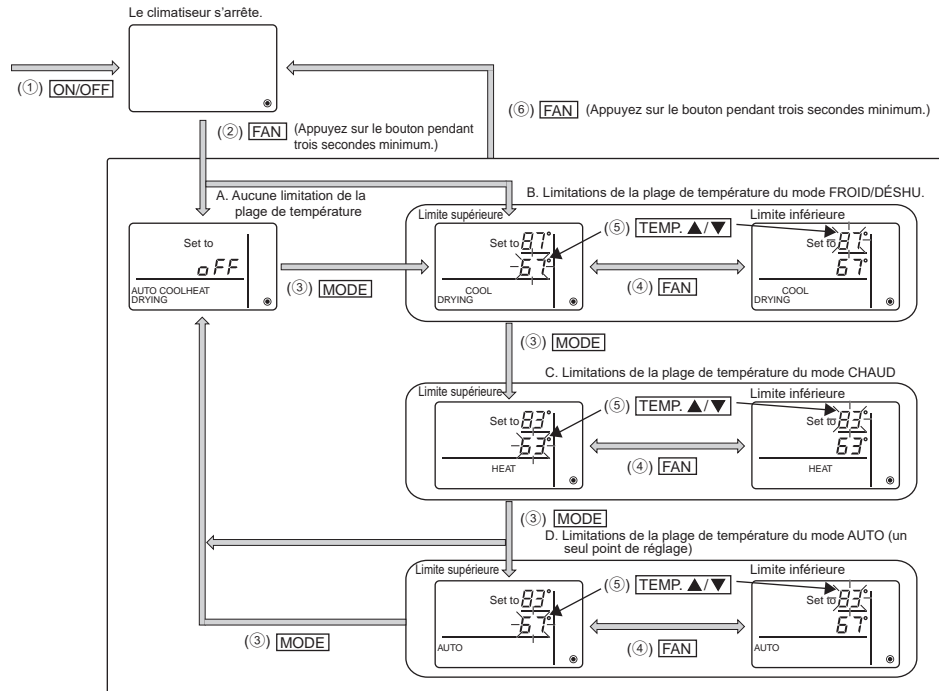 Le climatiseur s'arrête.
(①) ON/OFF
(②) FAN (Appuyez sur le bouton pendant
trois secondes minimum.)
(⑥) FAN (Appuyez sur le bouton pendant trois secondes minimum.)
A. Aucune limitation de la
plage de température
Set to
oFF
AUTO COOLHEAT
DRYING
(③) MODE
B. Limitations de la plage de température du mode FROID/DÉSHU.
Limite supérieure
Set to 87°
67°
COOL
DRYING
(⑤) TEMP. ▲/▼
(④) FAN
Limite inférieure
Set to 87°
67°
COOL
DRYING
(③) MODE
C. Limitations de la plage de température du mode CHAUD
Limite supérieure
Set to 83°
63°
HEAT
(⑤) TEMP. ▲/▼
(④) FAN
Limite inférieure
Set to 83°
63°
HEAT
(③) MODE
D. Limitations de la plage de température du mode AUTO (un
seul point de réglage)
Limite supérieure
Set to 83°
67°
AUTO
(⑤) TEMP. ▲/▼
(④) FAN
Limite inférieure
Set to 83°
67°
AUTO
(③) MODE